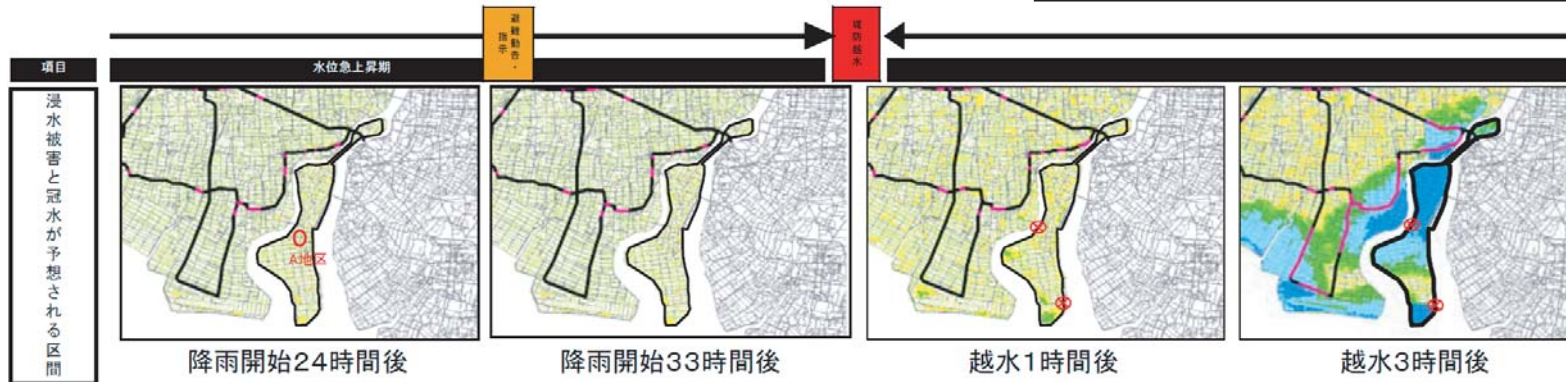 避難勧告・
指示
堤防越水
項目
水位急上昇期
浸水被害と冠水が予想される区間
A地区
降雨開始24時間後
降雨開始33時間後
越水1時間後
越水3時間後